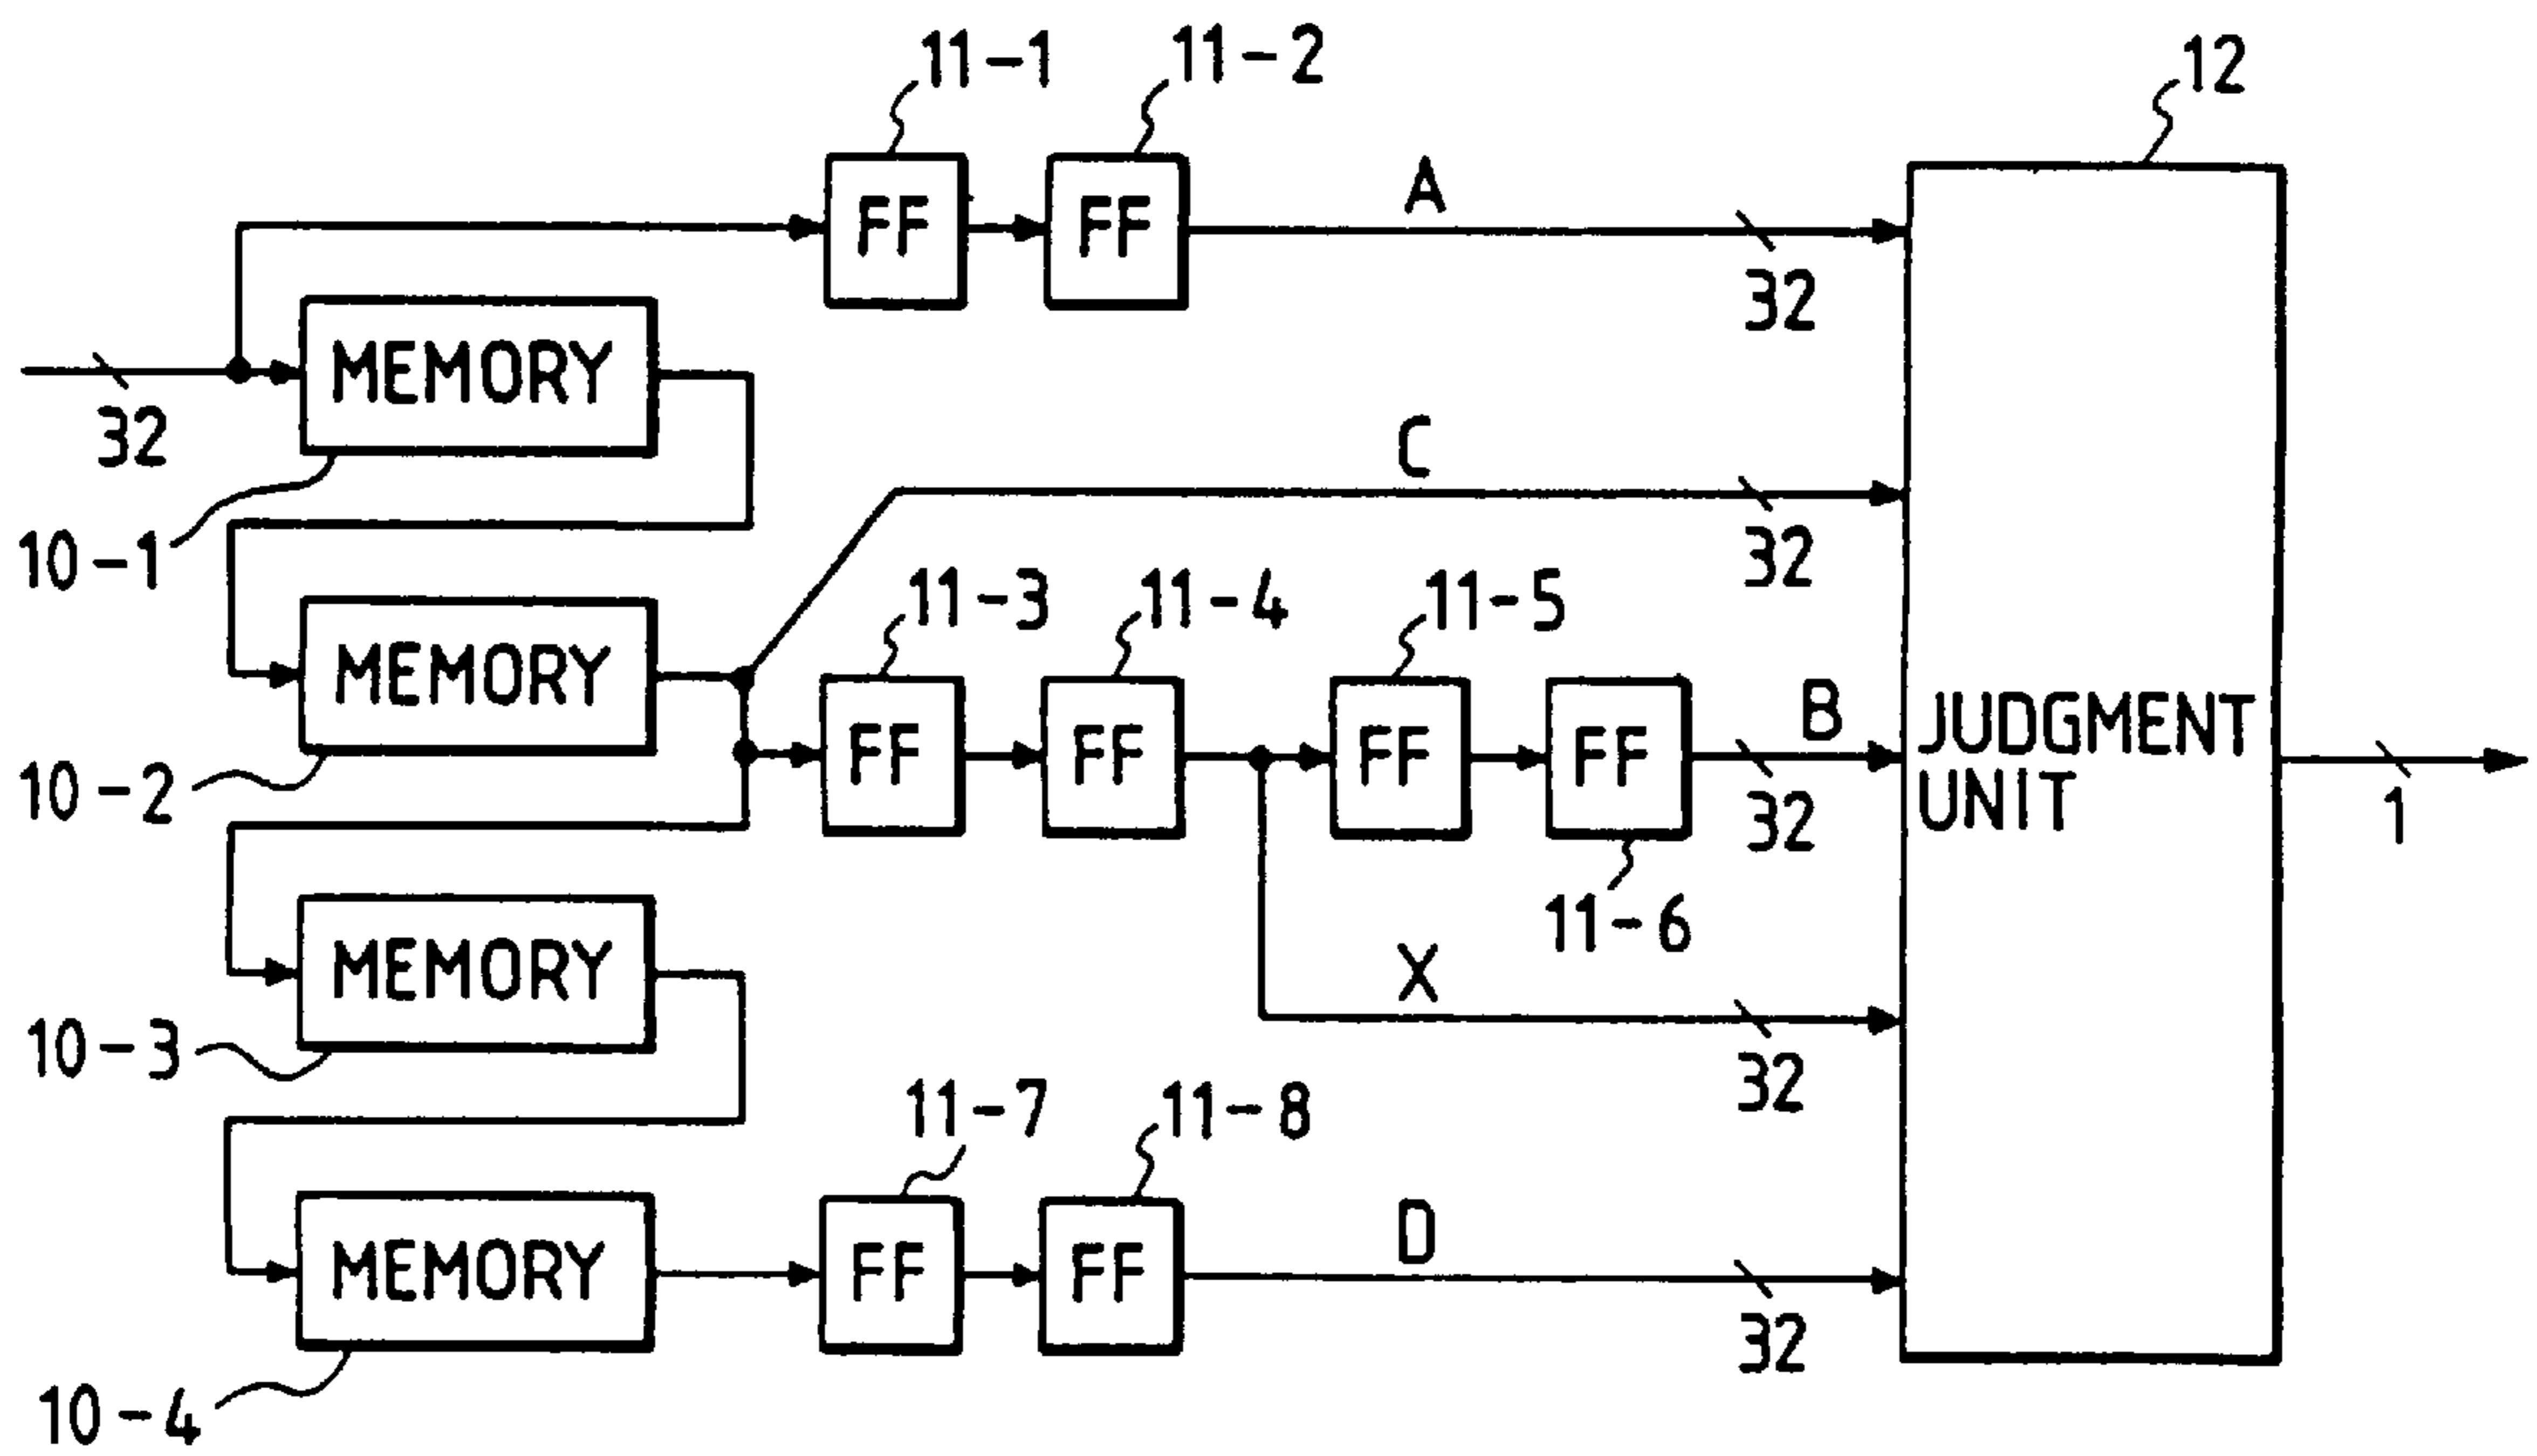 11-1
11-2
12
FF
FF
A
32
MEMORY
32
10-1
C
32
11-3
11-4
11-5
MEMORY
FF
FF
FF
FF
B
32
JUDGMENT
UNIT
1
10-2
11-6
MEMORY
X
32
10-3
11-7
11-8
MEMORY
FF
FF
D
32
10-4